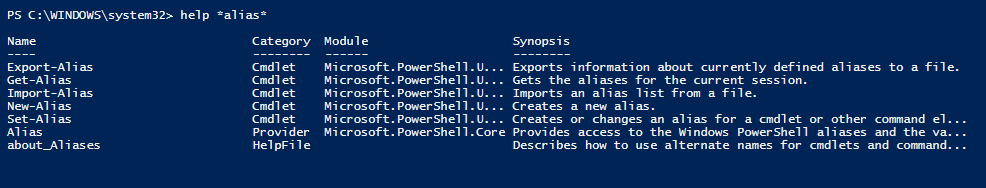 PS C:\WINDOWS\system32> help *alias*
Name Category Module Synopsis
---- -------- ------ --------
Export-Alias Cmdlet Microsoft.PowerShell.U... Exports information about currently defined aliases to a file.
Get-Alias Cmdlet Microsoft.PowerShell.U... Gets the aliases for the current session.
Import-Alias Cmdlet Microsoft.PowerShell.U... Imports an alias list from a file.
New-Alias Cmdlet Microsoft.PowerShell.U... Creates a new alias.
Set-Alias Cmdlet Microsoft.PowerShell.U... Creates or changes an alias for a cmdlet or other command el...
Alias Provider Microsoft.PowerShell.Core Provides access to the Windows PowerShell aliases and the va...
about_Aliases HelpFile Describes how to use alternate names for cmdlets and command...